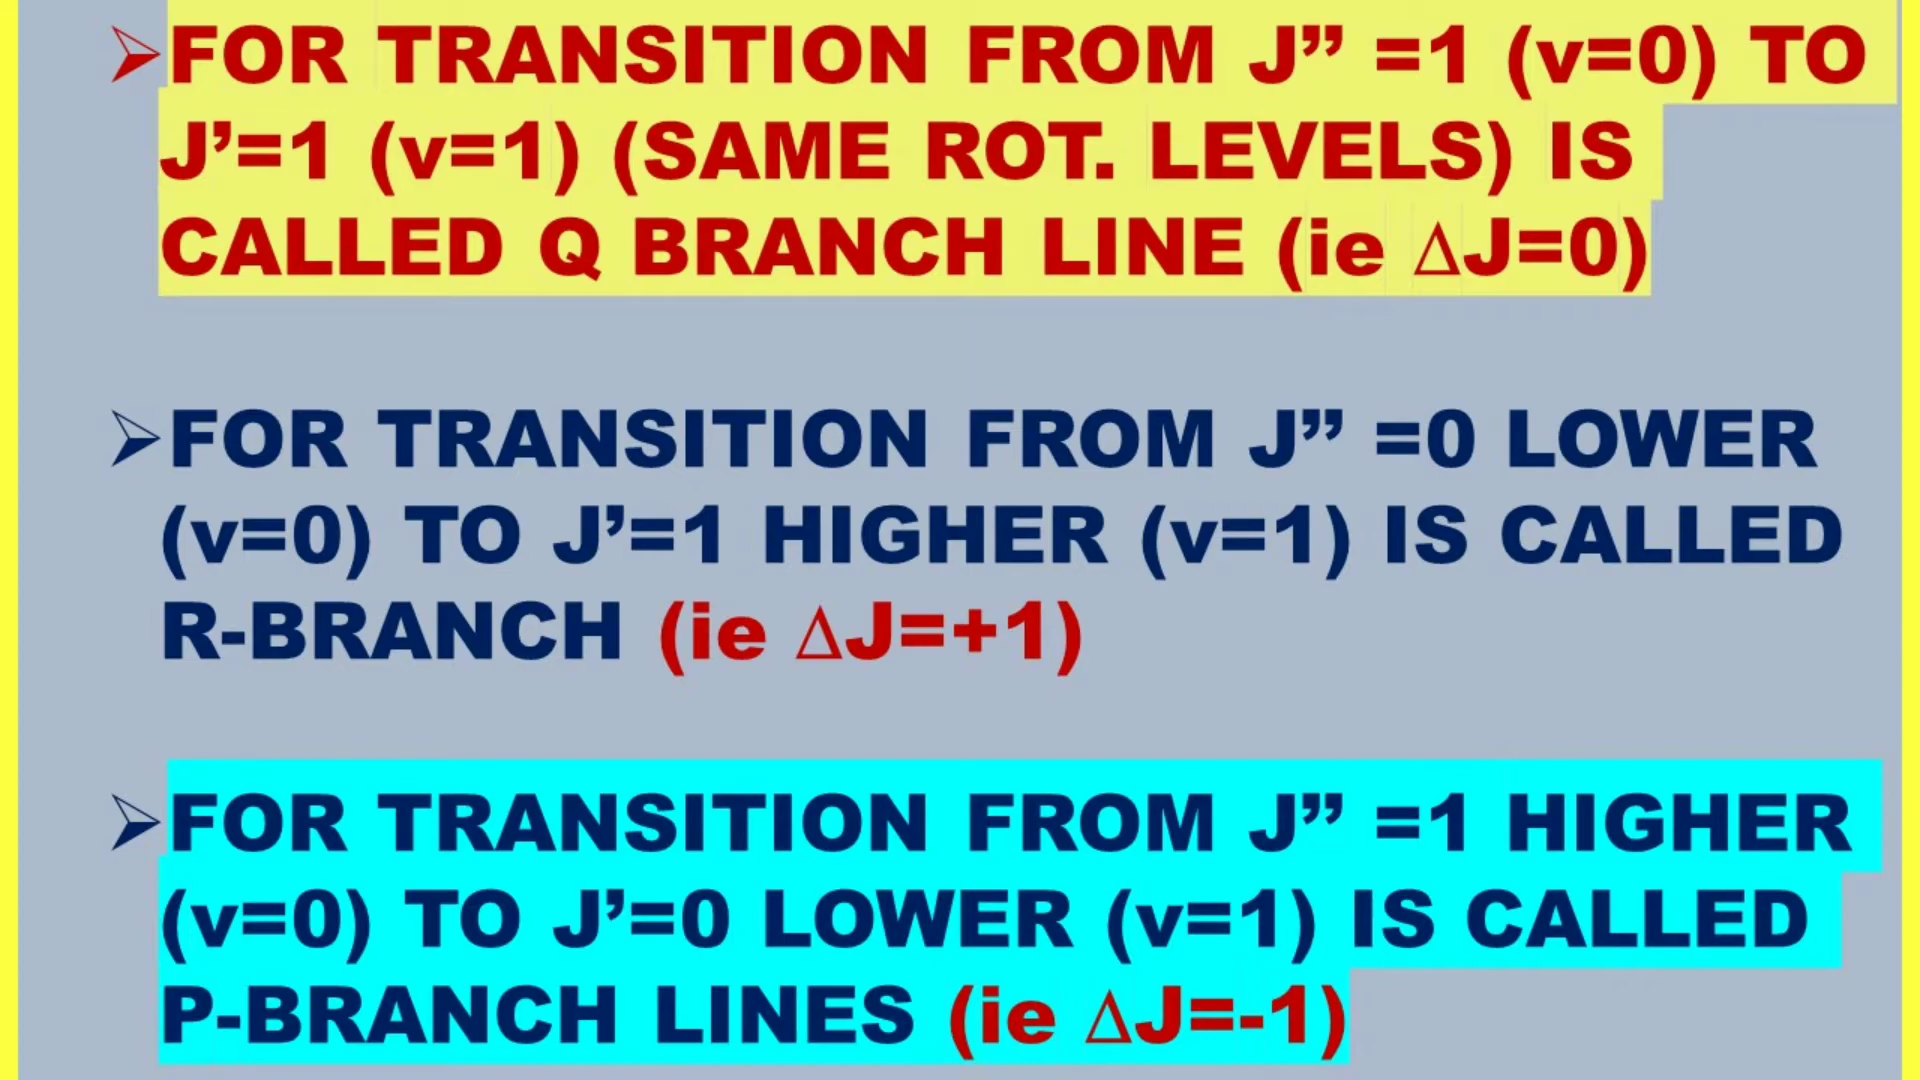 ➢FOR TRANSITION FROM J” =1 (v=0) TO
J’=1 (v=1) (SAME ROT. LEVELS) IS
CALLED Q BRANCH LINE (ie ΔJ=0)
➢FOR TRANSITION FROM J” =0 LOWER
(v=0) TO J’=1 HIGHER (v=1) IS CALLED
R-BRANCH (ie ΔJ=+1)
➢FOR TRANSITION FROM J” =1 HIGHER
(v=0) TO J’=0 LOWER (v=1) IS CALLED
P-BRANCH LINES (ie ΔJ=-1)